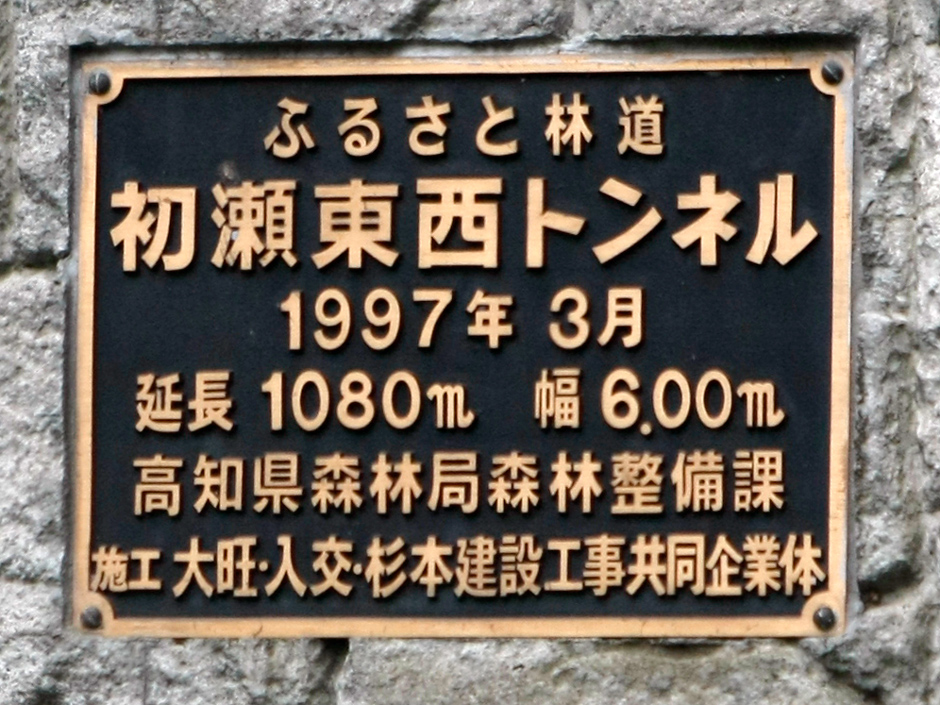 ふるさと林道
初瀬東西トンネル
1997年 3月
延長 1080m 幅 6.00m
高知県森林局森林整備課
施工 大旺・入交・杉本建設工事共同企業体